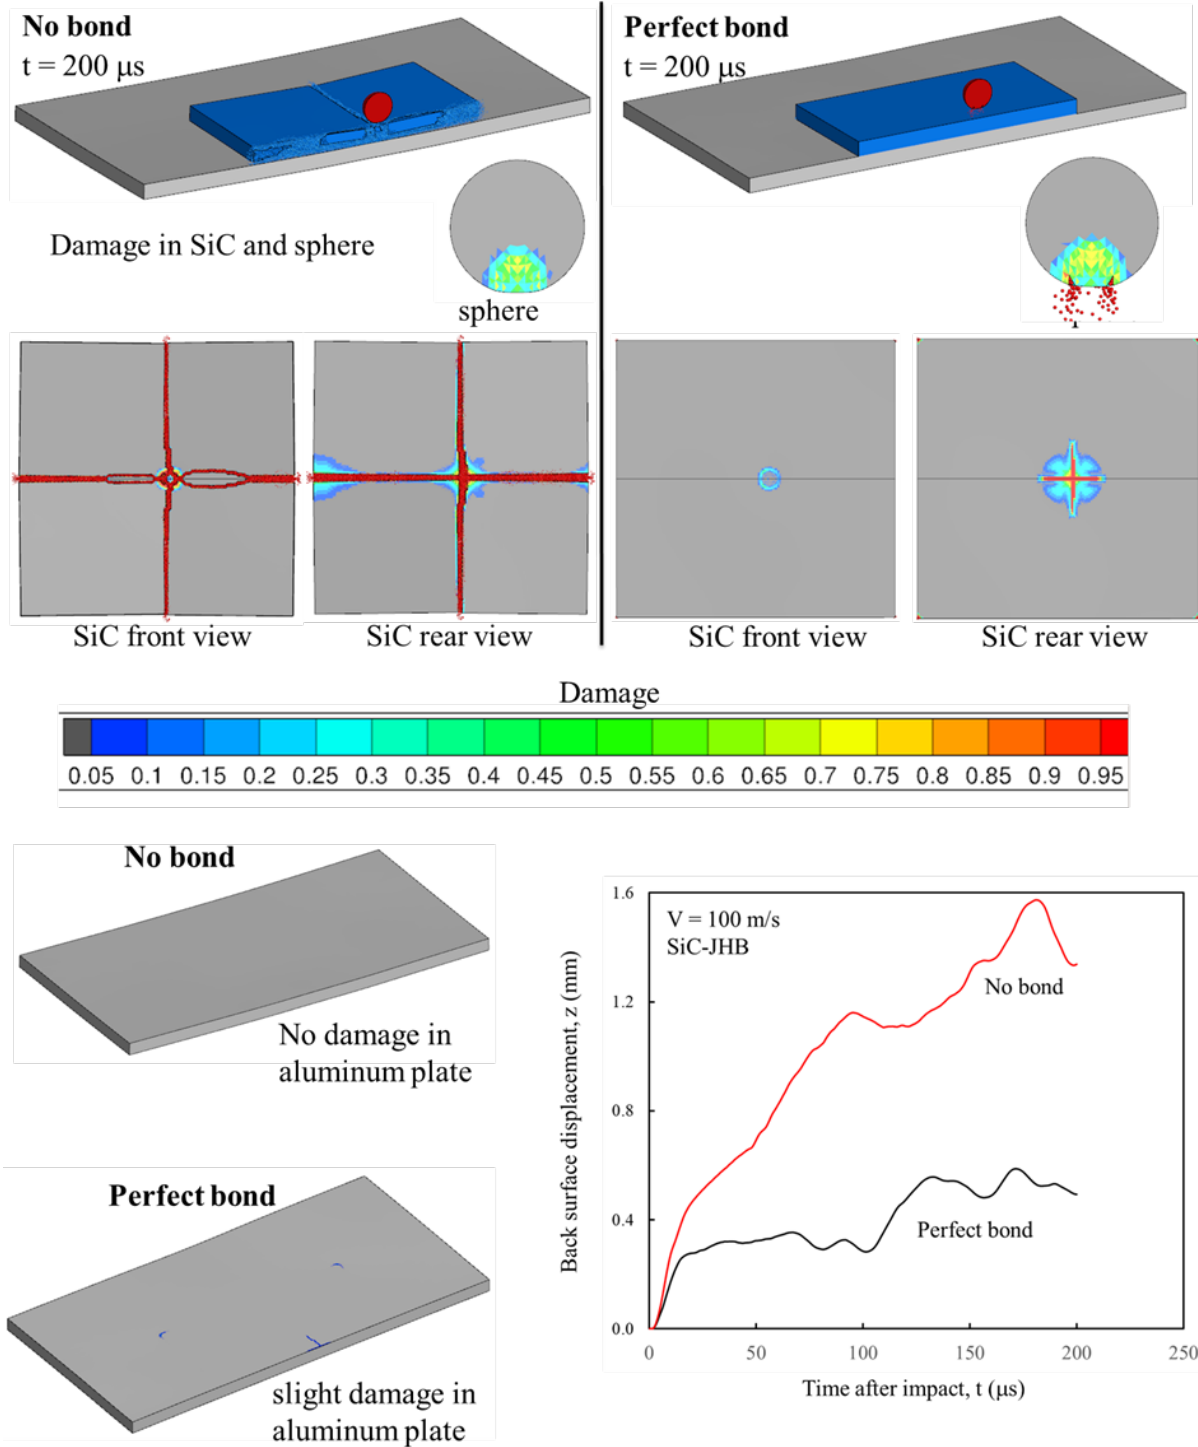 No bond
t = 200 μs
Perfect bond
t = 200 μs
Damage in SiC and sphere
sphere
SiC front view
SiC rear view
SiC front view
SiC rear view
Damage
0.05 0.1 0.15 0.2 0.25 0.3 0.35 0.4 0.45 0.5 0.55 0.6 0.65 0.7 0.75 0.8 0.85 0.9 0.95
No bond
No damage in
aluminum plate
Perfect bond
slight damage in
aluminum plate
Back surface displacement, z (mm)
1.6
1.2
0.8
0.4
0.0
V = 100 m/s
SiC-JHB
No bond
Perfect bond
0 50 100 150 200 250
Time after impact, t (μs)